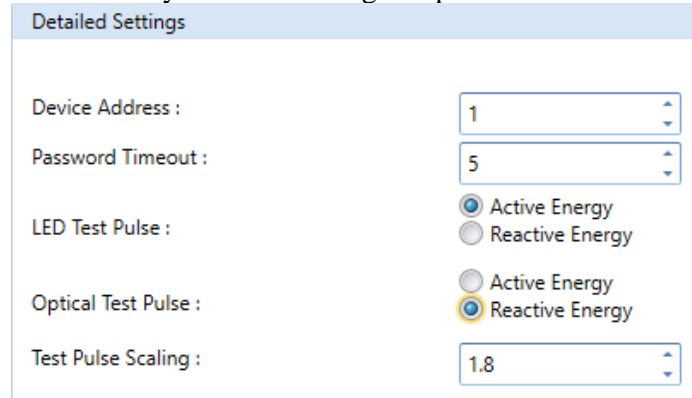 Detailed Settings
Device Address :
1
Password Timeout :
5
LED Test Pulse :
Active Energy
Reactive Energy
Optical Test Pulse :
Active Energy
Reactive Energy
Test Pulse Scaling :
1.8